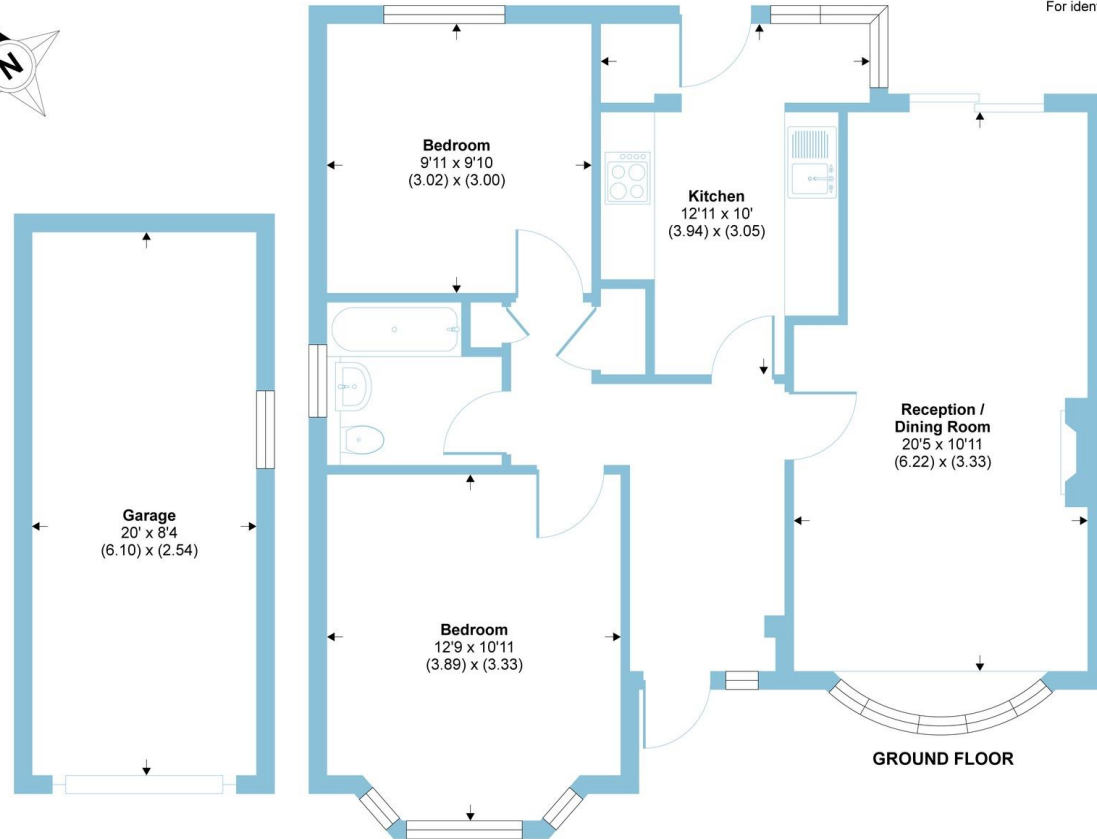 For iden
N
Bedroom
9'11 x 9'10
(3.02) x (3.00)
Kitchen
12'11 x 10'
(3.94) x (3.05)
Reception /
Dining Room
20'5 x 10'11
(6.22) x (3.33)
Garage
20' x 8'4
(6.10) x (2.54)
Bedroom
12'9 x 10'11
(3.89) x (3.33)
GROUND FLOOR